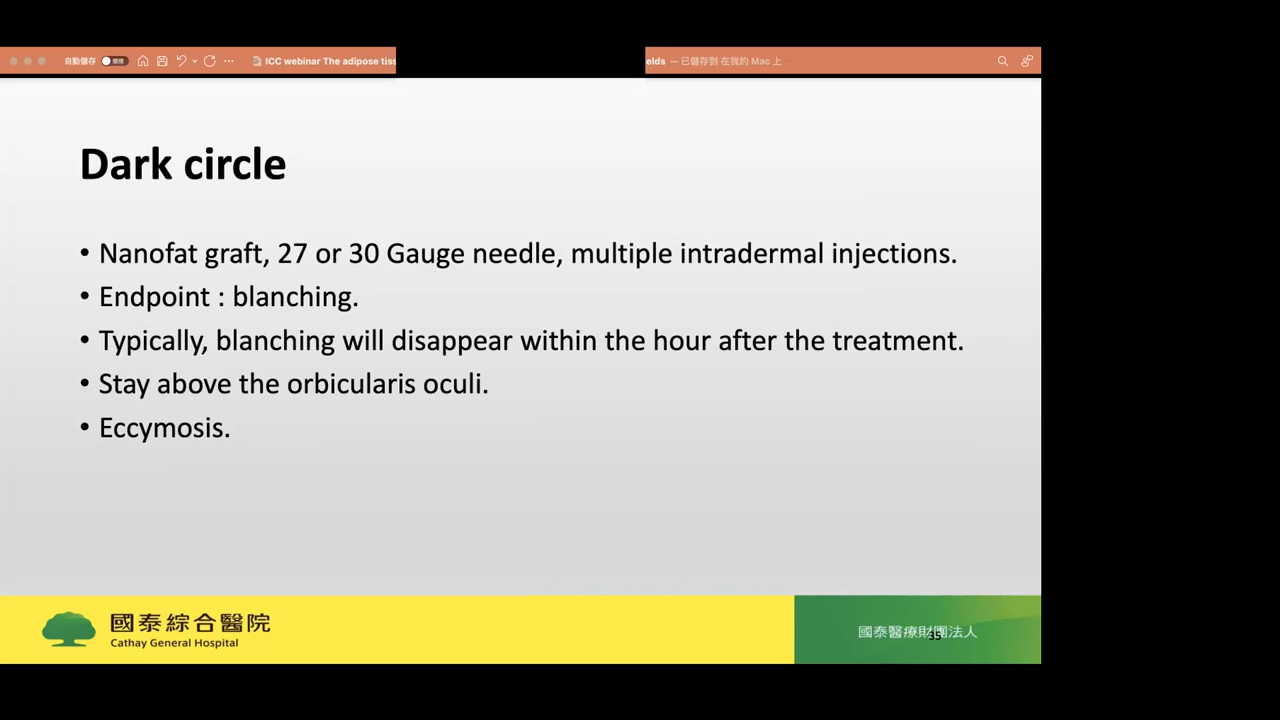 自動儲存
ICC webinar The adipose tiss
elds — 已儲存到 在我的 Mac 上
Dark circle
• Nanofat graft, 27 or 30 Gauge needle, multiple intradermal injections.
• Endpoint : blanching.
• Typically, blanching will disappear within the hour after the treatment.
• Stay above the orbicularis oculi.
• Eccymosis.
國泰綜合醫院
Cathay General Hospital
國泰醫療財團法人
35